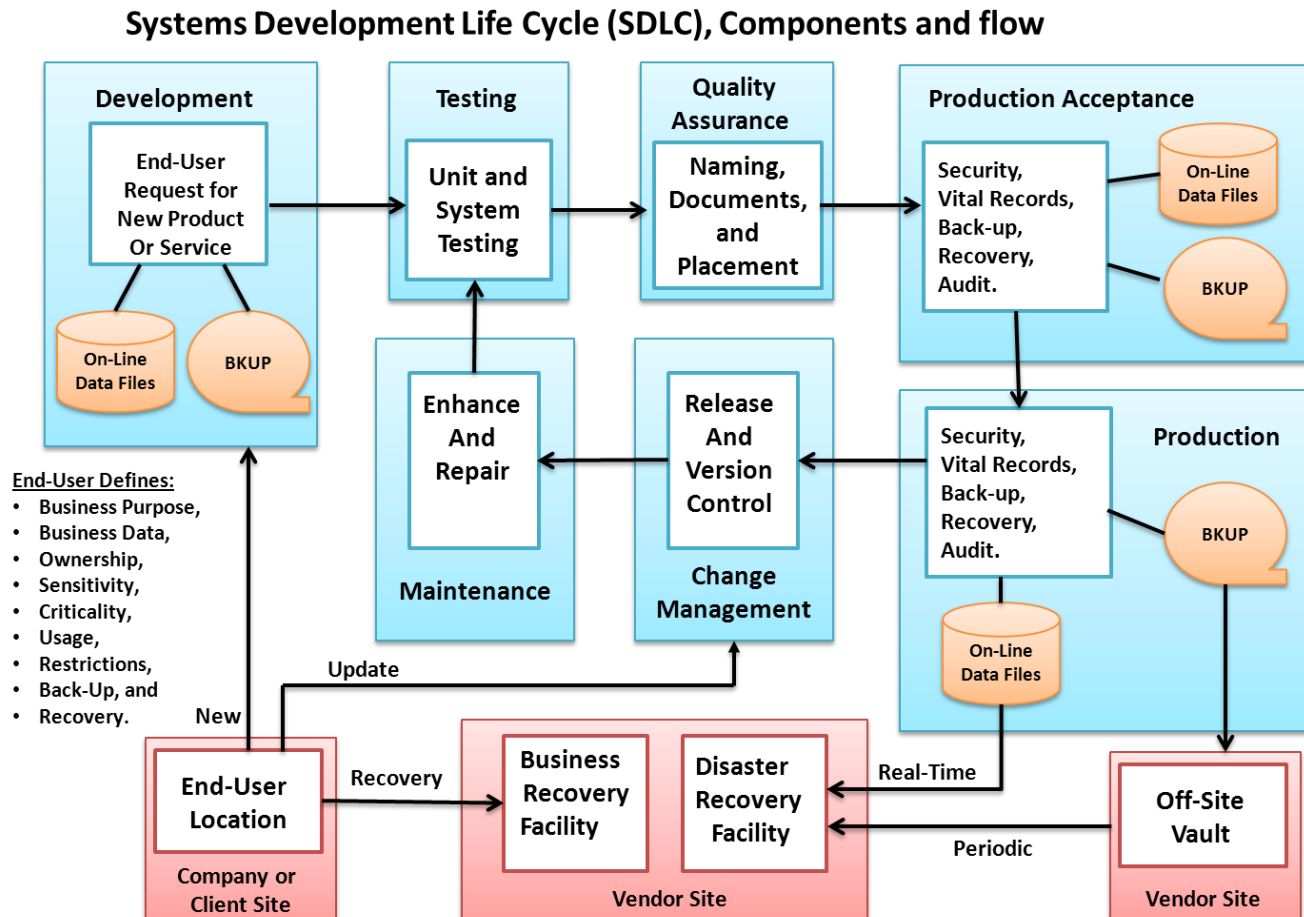 Systems Development Life Cycle (SDLC), Components and flow
Development
End-User
Request for
New Product
Or Service
On-Line
Data Files
BKUP
Testing
Unit and
System
Testing
Quality
Assurance
Naming,
Documents,
and
Placement
Production Acceptance
Security,
Vital Records,
Back-up,
Recovery,
Audit.
On-Line
Data Files
BKUP
Enhance
And
Repair
Maintenance
Release
And
Version
Control
Change
Management
Production
Security,
Vital Records,
Back-up,
Recovery,
Audit.
BKUP
On-Line
Data Files
End-User Defines:
• Business Purpose,
• Business Data,
• Ownership,
• Sensitivity,
• Criticality,
• Usage,
• Restrictions,
• Back-Up, and
• Recovery.
New
Update
End-User
Location
Company or
Client Site
Recovery
Business
Recovery
Facility
Disaster
Recovery
Facility
Vendor Site
Real-Time
Periodic
Off-Site
Vault
Vendor Site